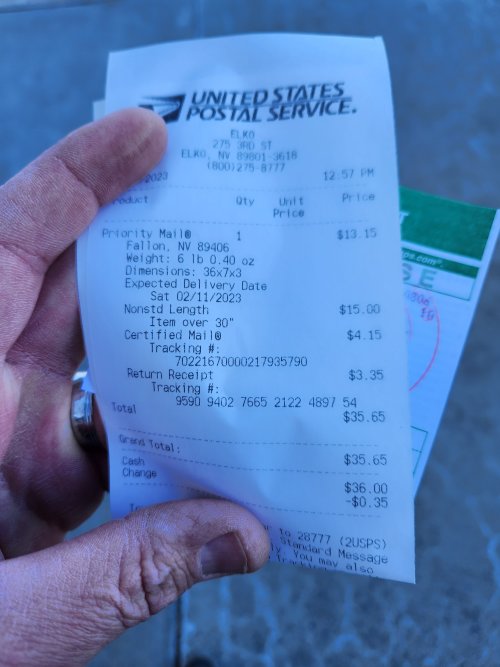 UNITED STATES
POSTAL SERVICE.
ELKO
275 3RD ST
ELKO, NV 89801-3618
(800)275-8777
2023 12:57 PM
Product Qty Unit Price
Price
Priority Mail® 1 $13.15
Fallon, NV 89406
Weight: 6 lb 0.40 oz
Dimensions: 36x7x3
Expected Delivery Date
Sat 02/11/2023
Nonstd Length $15.00
Item over 30"
Certified Mail® $4.15
Tracking #:
70221670000217935790
Return Receipt $3.35
Tracking #:
9590 9402 7665 2122 4897 54
Total $35.65
Grand Total: $35.65
Cash $36.00
Change -$0.35
to 28777 (2USPS)
Standard Message
You may also